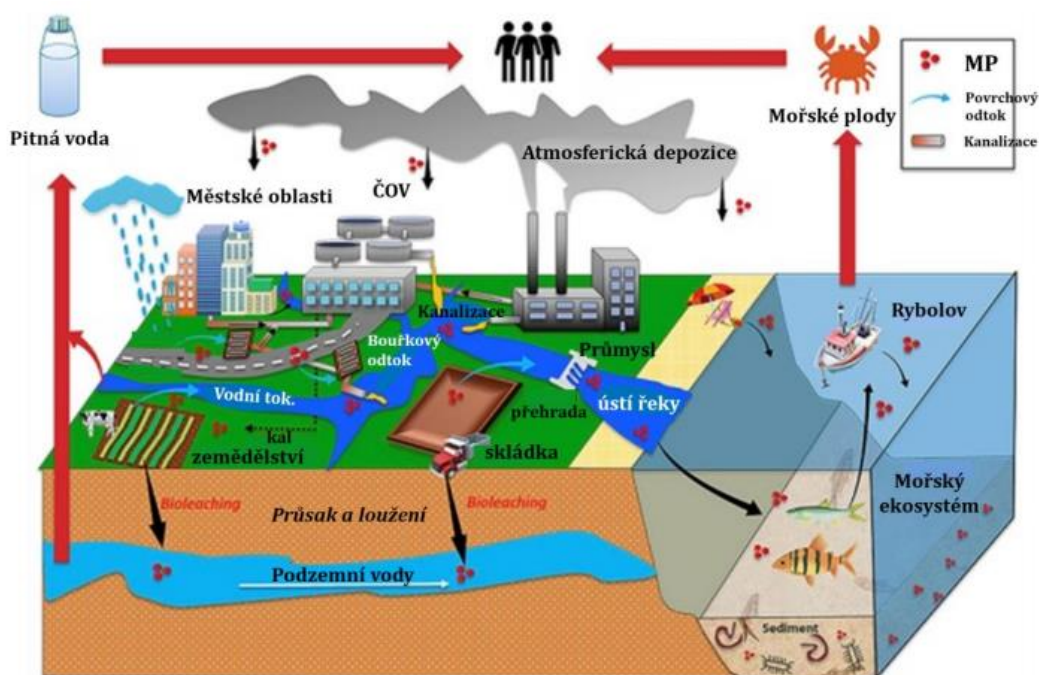 MP
Povrchový
odtok
Kanalizace
Pitná voda
Mořské plody
Atmosferická depozice
Městské oblasti
ČOV
Kanalizace
Rybolov
Bouřkový
odtok
Průmysl
Vodní tok.
přehrada
ústí řeky
kal
zemědělství
skládka
Mořský
ekosystém
Bioleaching
Bioleaching
Průsak a loužení
Podzemní vody
Sediment